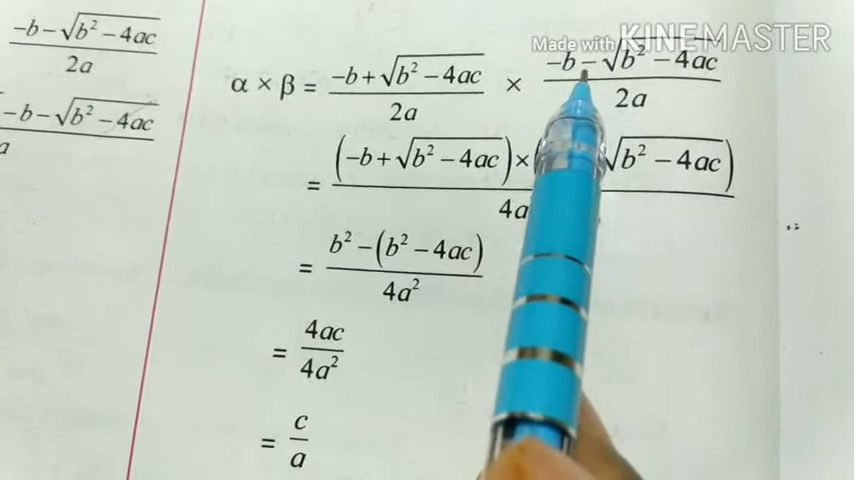 −b−√b²−4ac
2a
−b−√b²−4ac
a
Made with KINEMASTER
α × β = −b+√b²−4ac / 2a × −b−√b²−4ac / 2a
= (−b+√b²−4ac)×( √b²−4ac) / 4a
= b²−(b²−4ac) / 4a²
= 4ac / 4a²
= c / a